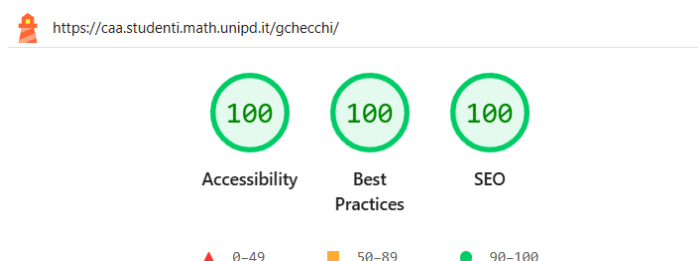 https://caa.studenti.math.unipd.it/gchecchi/
100 100 100
Accessibility Best Practices SEO
0–49 50–89 90–100